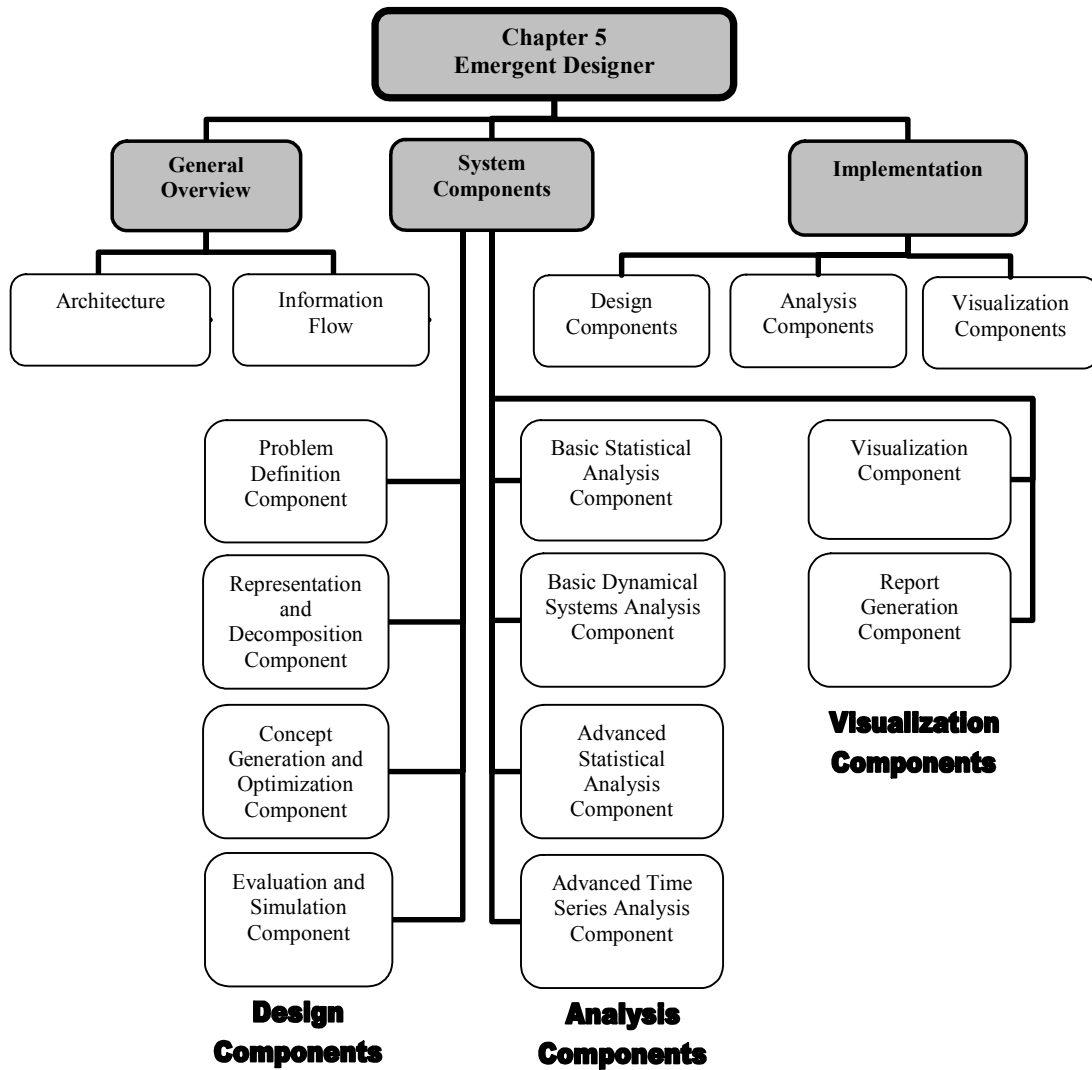 Chapter 5
Emergent Designer
General
Overview
System
Components
Implementation
Architecture
Information
Flow
Design
Components
Analysis
Components
Visualization
Components
Problem
Definition
Component
Representation
and
Decomposition
Component
Concept
Generation and
Optimization
Component
Evaluation and
Simulation
Component
Design
Components
Basic Statistical
Analysis
Component
Basic Dynamical
Systems Analysis
Component
Advanced
Statistical
Analysis
Component
Advanced Time
Series Analysis
Component
Analysis
Components
Visualization
Component
Report
Generation
Component
Visualization
Components